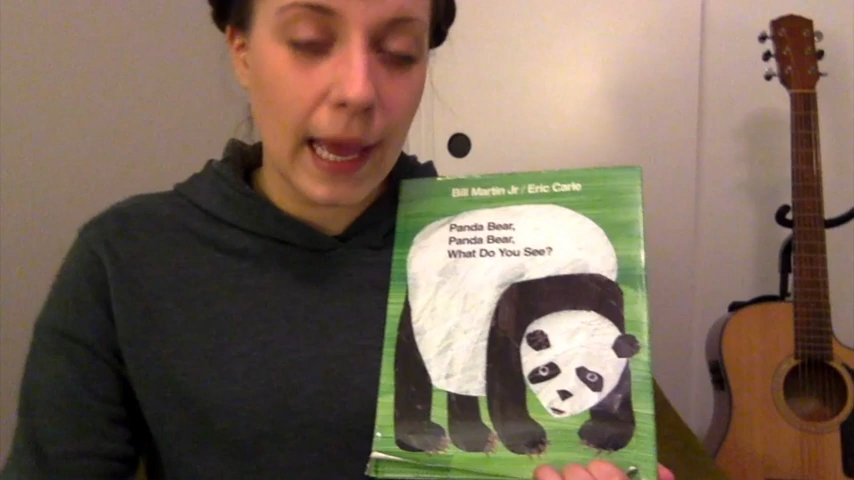 Bill Martin Jr / Eric Carle
Panda Bear,
Panda Bear,
What Do You See?